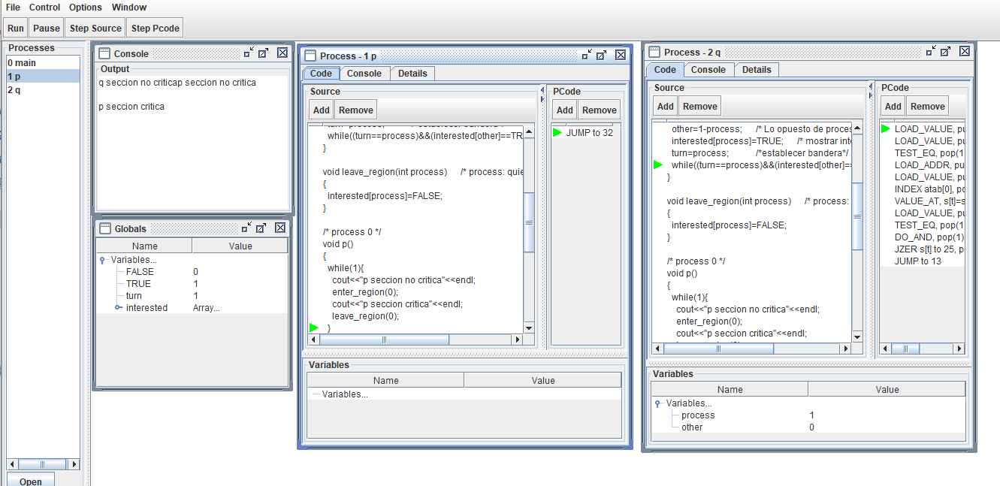 File Control Options Window
Run Pause Step Source Step Pcode
Processes
0 main
1 p
2 q
Open
Console
Output
q seccion no criticap seccion no critica
p seccion critica
Globals
Name Value
Variables...
FALSE 0
TRUE 1
turn 1
interested Array...
Process - 1 p
Code Console Details
Source
Add Remove
while((turn==process)&&(interested[other]==TR
}
void leave_region(int process) /* process: quie
{
interested[process]=FALSE;
}
/* process 0 */
void p()
{
while(1){
cout<<"p seccion no critica"<<endl;
enter_region(0);
cout<<"p seccion critica"<<endl;
leave_region(0);
}
PCode
Add Remove
JUMP to 32
Variables
Name Value
Variables...
Process - 2 q
Code Console Details
Source
Add Remove
other=1-process; /* Lo opuesto de proces
interested[process]=TRUE; /* mostrar inte
turn=process; /*establecer bandera*/
while((turn==process)&&(interested[other]==
}
void leave_region(int process) /* process:
{
interested[process]=FALSE;
}
/* process 0 */
void p()
{
while(1){
cout<<"p seccion no critica"<<endl;
enter_region(0);
cout<<"p seccion critica"<<endl;
PCode
Add Remove
LOAD_VALUE, pu
LOAD_VALUE, pu
TEST_EQ, pop(1
LOAD_ADDR, pu
LOAD_VALUE, pu
INDEX atab[0], po
VALUE_AT, s[t]=s
LOAD_VALUE, pu
TEST_EQ, pop(1
DO_AND, pop(1)
JZER s[t] to 25, p
JUMP to 13
Variables
Name Value
Variables...
process 1
other 0